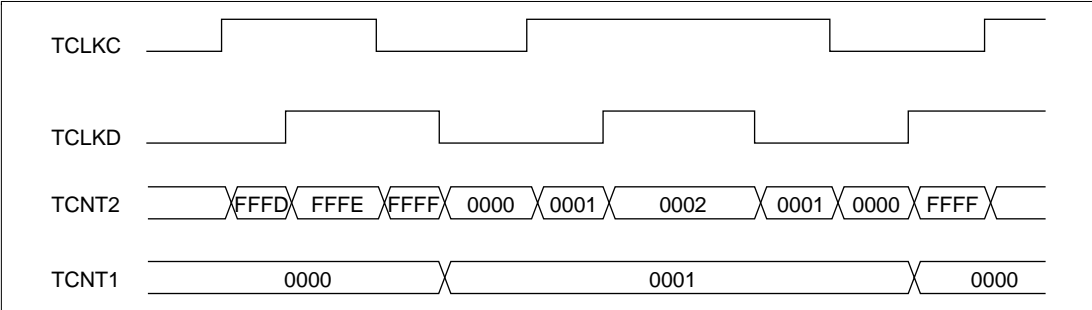 TCLKC
TCLKD
TCNT2 FFFD FFFE FFFF 0000 0001 0002 0001 0000 FFFF
TCNT1 0000 0001 0000